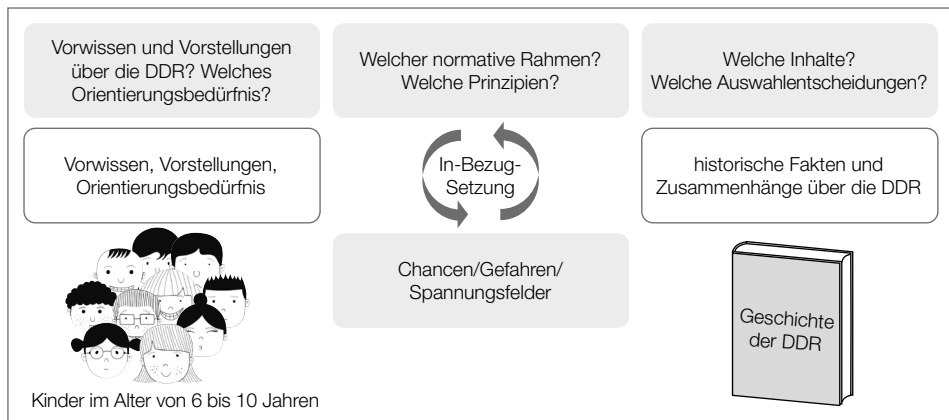 Vorwissen und Vorstellungen
über die DDR? Welches
Orientierungsbedürfnis?
Welcher normative Rahmen?
Welche Prinzipien?
Welche Inhalte?
Welche Auswahlentscheidungen?
Vorwissen, Vorstellungen,
Orientierungsbedürfnis
In-Bezug-
Setzung
historische Fakten und
Zusammenhänge über die DDR
Chancen/Gefahren/
Spannungsfelder
Geschichte
der DDR
Kinder im Alter von 6 bis 10 Jahren